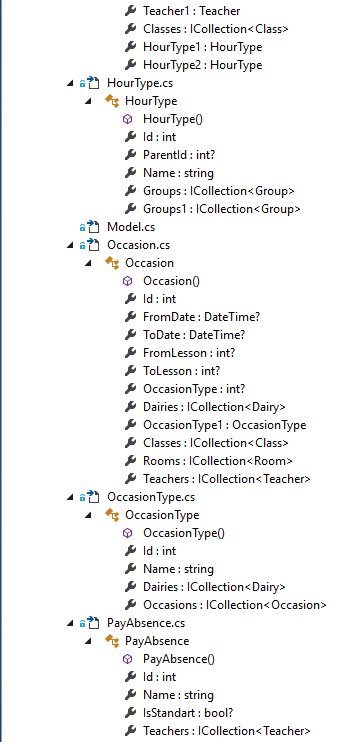 Teacher1 : Teacher
Classes : ICollection<Class>
HourType1 : HourType
HourType2 : HourType
HourType.cs
HourType
HourType()
Id : int
ParentId : int?
Name : string
Groups : ICollection<Group>
Groups1 : ICollection<Group>
Model.cs
Occasion.cs
Occasion
Occasion()
Id : int
FromDate : DateTime?
ToDate : DateTime?
FromLesson : int?
ToLesson : int?
OccasionType : int?
Dairies : ICollection<Dairy>
OccasionType1 : OccasionType
Classes : ICollection<Class>
Rooms : ICollection<Room>
Teachers : ICollection<Teacher>
OccasionType.cs
OccasionType
OccasionType()
Id : int
Name : string
Dairies : ICollection<Dairy>
Occasions : ICollection<Occasion>
PayAbsence.cs
PayAbsence
PayAbsence()
Id : int
Name : string
IsStandart : bool?
Teachers : ICollection<Teacher>